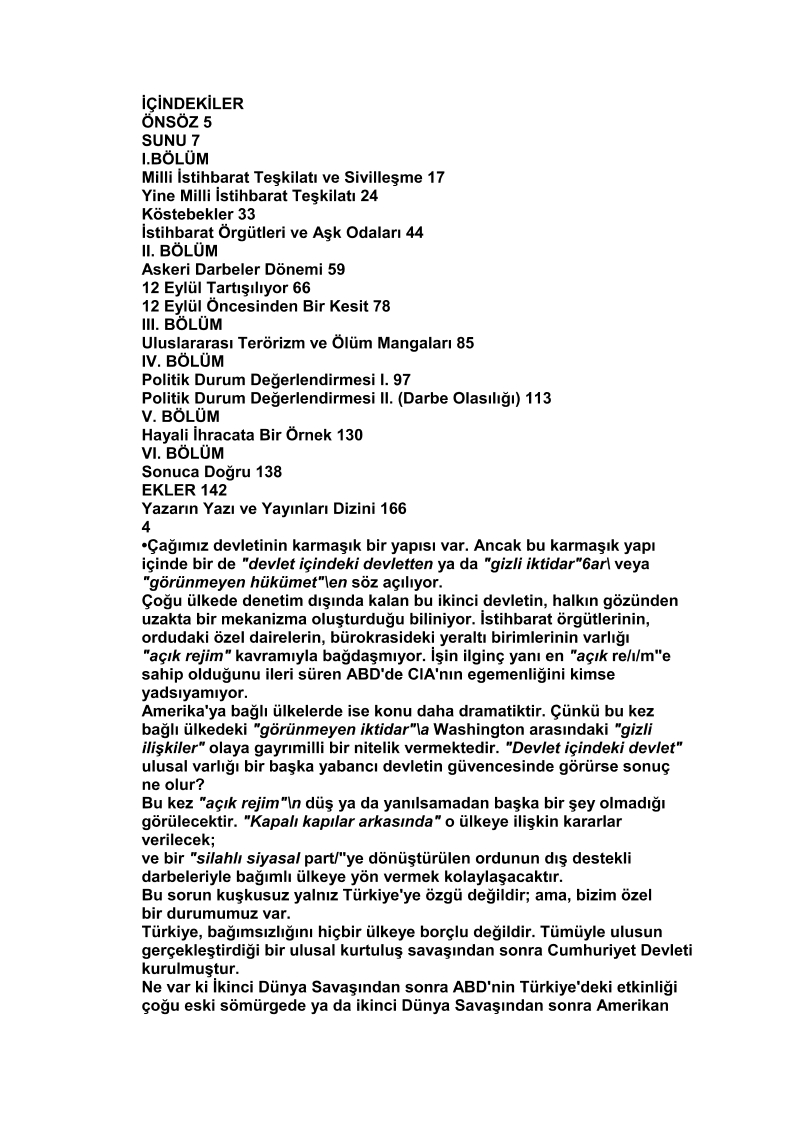 İÇİNDEKİLER
ÖNSÖZ 5
SUNU 7
I.BÖLÜM
Milli İstihbarat Teşkilatı ve Sivilleşme 17
Yine Milli İstihbarat Teşkilatı 24
Köstebekler 33
İstihbarat Örgütleri ve Aşk Odaları 44
II. BÖLÜM
Askeri Darbeler Dönemi 59
12 Eylül Tartışılıyor 66
12 Eylül Öncesinden Bir Kesit 78
III. BÖLÜM
Uluslararası Terörizm ve Ölüm Mangaları 85
IV. BÖLÜM
Politik Durum Değerlendirmesi I. 97
Politik Durum Değerlendirmesi II. (Darbe Olasılığı) 113
V. BÖLÜM
Hayali İhracata Bir Örnek 130
VI. BÖLÜM
Sonuca Doğru 138
EKLER 142
Yazarın Yazı ve Yayınları Dizini 166
4
•Çağımız devletinin karmaşık bir yapısı var. Ancak bu karmaşık yapı
içinde bir de "devlet içindeki devletten ya da "gizli iktidar"6ar\ veya
"görünmeyen hükümet"\en söz açılıyor.
Çoğu ülkede denetim dışında kalan bu ikinci devletin, halkın gözünden
uzakta bir mekanizma oluşturduğu biliniyor. İstihbarat örgütlerinin,
ordudaki özel dairelerin, bürokrasideki yeraltı birimlerinin varlığı
"açık rejim" kavramıyla bağdaşmıyor. İşin ilginç yanı en "açık re/ı/m"e
sahip olduğunu ileri süren ABD'de CIA'nın egemenliğini kimse
yadsıyamıyor.
Amerika'ya bağlı ülkelerde ise konu daha dramatiktir. Çünkü bu kez
bağlı ülkedeki "görünmeyen iktidar"\a Washington arasındaki "gizli
ilişkiler" olaya gayrımilli bir nitelik vermektedir. "Devlet içindeki devlet"
ulusal varlığı bir başka yabancı devletin güvencesinde görürse sonuç
ne olur?
Bu kez "açık rejim"\n düş ya da yanılsamadan başka bir şey olmadığı
görülecektir. "Kapalı kapılar arkasında" o ülkeye ilişkin kararlar
verilecek;
ve bir "silahlı siyasal part/"ye dönüştürülen ordunun dış destekli
darbeleriyle bağımlı ülkeye yön vermek kolaylaşacaktır.
Bu sorun kuşkusuz yalnız Türkiye'ye özgü değildir; ama, bizim özel
bir durumumuz var.
Türkiye, bağımsızlığını hiçbir ülkeye borçlu değildir. Tümüyle ulusun
gerçekleştirdiği bir ulusal kurtuluş savaşından sonra Cumhuriyet Devleti
kurulmuştur.
Ne var ki İkinci Dünya Savaşından sonra ABD'nin Türkiye'deki etkinliği
çoğu eski sömürgede ya da ikinci Dünya Savaşından sonra Amerikan